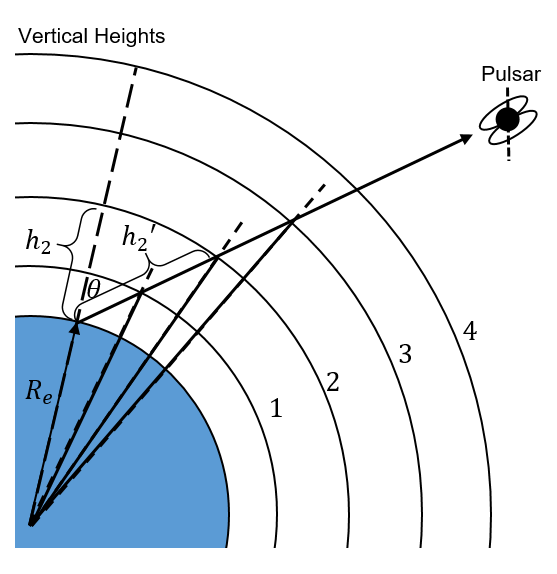 Vertical Heights
Pulsar
h₂
h₂′
θ
Rₑ
1
2
3
4